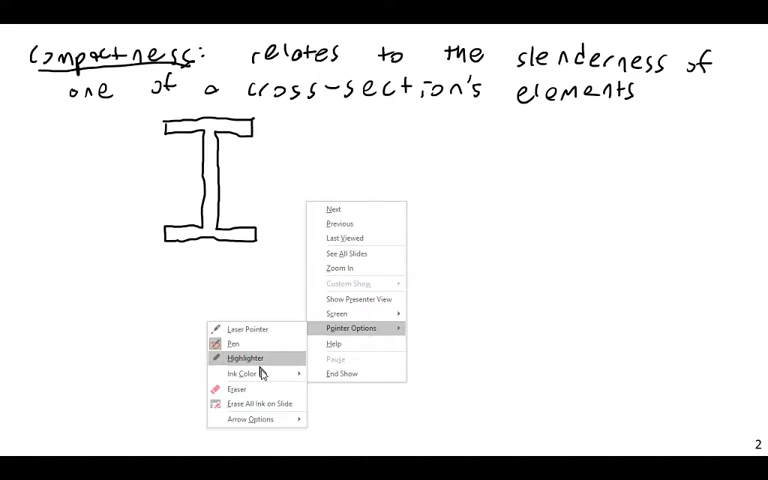 Compactness: relates to the slenderness of
one of a cross-section's elements
Next
Previous
Last Viewed
See All Slides
Zoom In
Custom Show
Show Presenter View
Screen
Pointer Options
Help
Pause
End Show
Laser Pointer
Pen
Highlighter
Ink Color
Eraser
Erase All Ink on Slide
Arrow Options
2